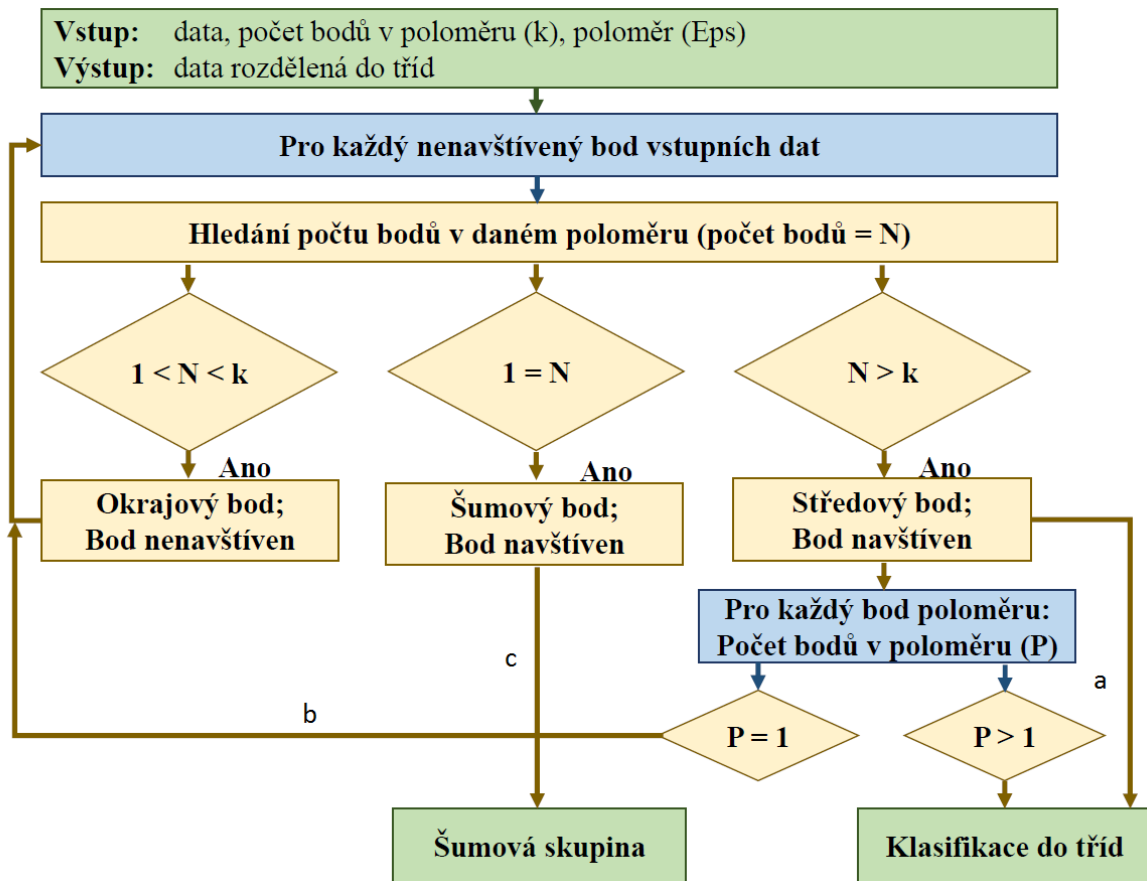 Vstup: data, počet bodů v poloměru (k), poloměr (Eps)
Výstup: data rozdělená do tříd
Pro každý nenavštívený bod vstupních dat
Hledání počtu bodů v daném poloměru (počet bodů = N)
1 < N < k
1 = N
N > k
Ano
Ano
Ano
Okrajový bod;
Bod nenavštíven
Šumový bod;
Bod navštíven
Středový bod;
Bod navštíven
Pro každý bod poloměru:
Počet bodů v poloměru (P)
c
a
b
P = 1
P > 1
Šumová skupina
Klasifikace do tříd